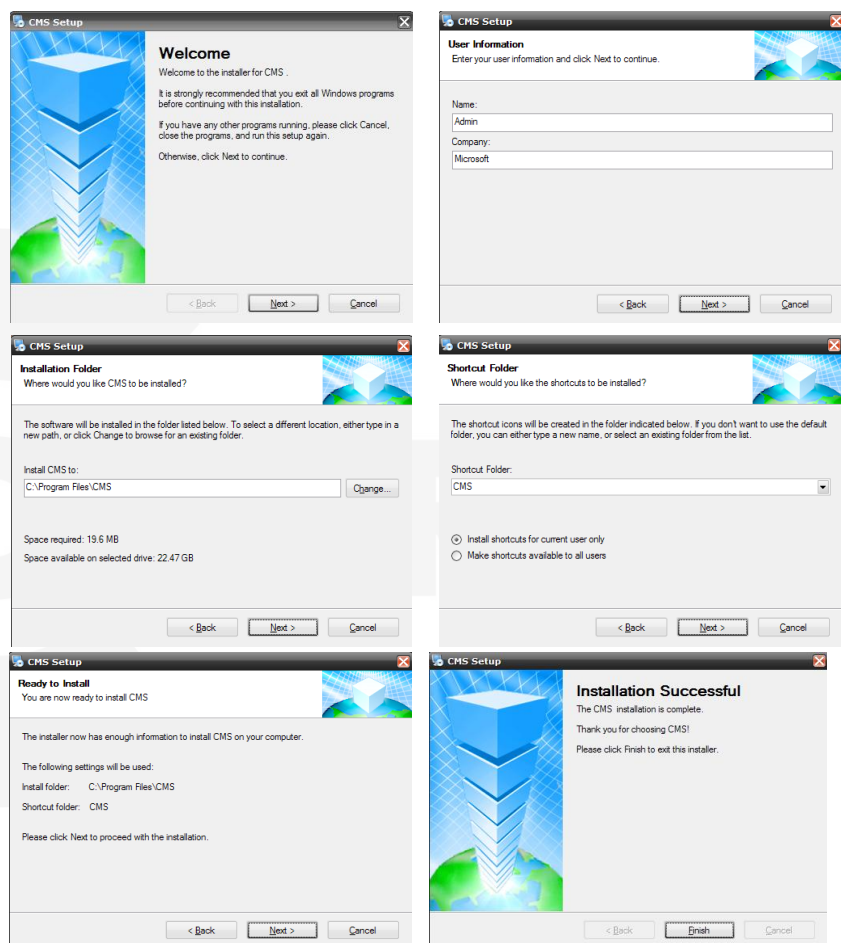 CMS Setup
Welcome
Welcome to the installer for CMS .
It is strongly recommended that you exit all Windows programs
before continuing with this installation.
If you have any other programs running, please click Cancel,
close the programs, and run this setup again.
Otherwise, click Next to continue.
< Back
Next >
Cancel
CMS Setup
User Information
Enter your user information and click Next to continue.
Name:
Admin
Company:
Microsoft
< Back
Next >
Cancel
CMS Setup
Installation Folder
Where would you like CMS to be installed?
The software will be installed in the folder listed below. To select a different location, either type in a
new path, or click Change to browse for an existing folder.
Install CMS to:
C:\Program Files\CMS
Change...
Space required: 19.6 MB
Space available on selected drive: 22.47 GB
< Back
Next >
Cancel
CMS Setup
Shortcut Folder
Where would you like the shortcuts to be installed?
The shortcut icons will be created in the folder indicated below. If you don't want to use the default
folder, you can either type a new name, or select an existing folder from the list.
Shortcut Folder:
CMS
Install shortcuts for current user only
Make shortcuts available to all users
< Back
Next >
Cancel
CMS Setup
Ready to Install
You are now ready to install CMS
The installer now has enough information to install CMS on your computer.
The following settings will be used:
Install folder: C:\Program Files\CMS
Shortcut folder: CMS
Please click Next to proceed with the installation.
< Back
Next >
Cancel
CMS Setup
Installation Successful
The CMS installation is complete.
Thank you for choosing CMS!
Please click Finish to exit this installer.
< Back
Finish
Cancel